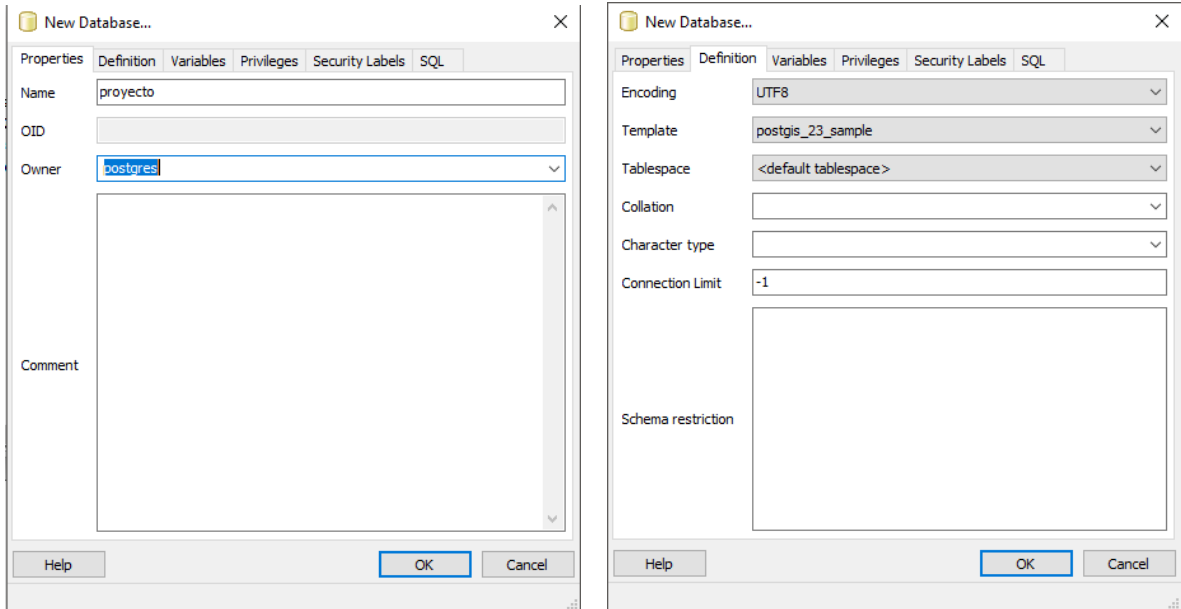 New Database...
Properties Definition Variables Privileges Security Labels SQL
Name proyecto
OID
Owner postgres
Comment
Help OK Cancel
New Database...
Properties Definition Variables Privileges Security Labels SQL
Encoding UTF8
Template postgis_23_sample
Tablespace <default tablespace>
Collation
Character type
Connection Limit -1
Schema restriction
Help OK Cancel